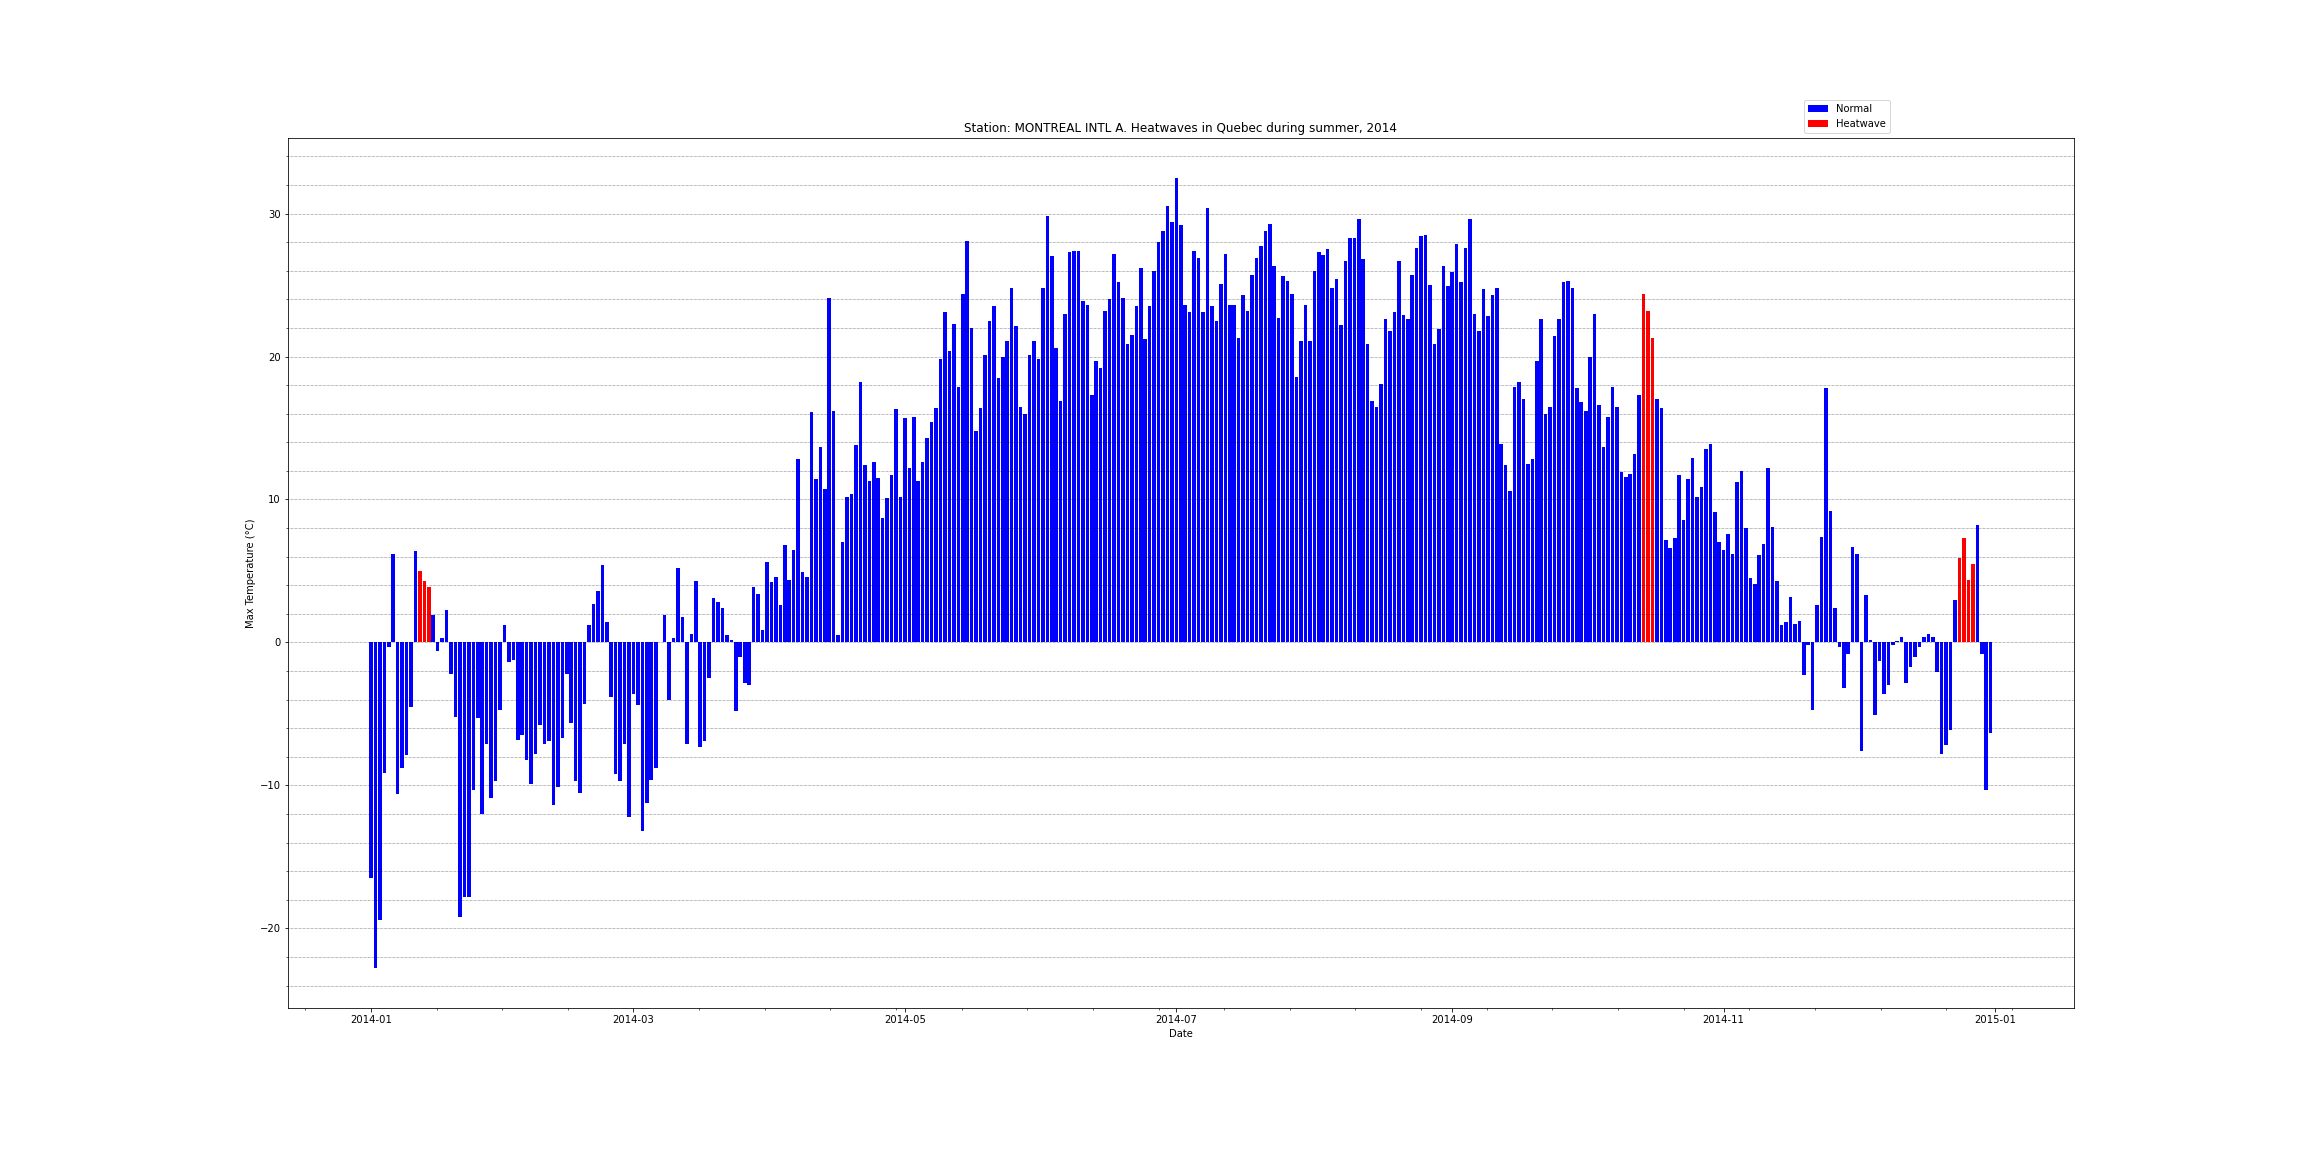 Normal
Heatwave
Station: MONTREAL INTL A. Heatwaves in Quebec during summer, 2014
30
20
10
0
−10
−20
Max Temperature (°C)
2014-01 2014-03 2014-05 2014-07 2014-09 2014-11 2015-01
Date